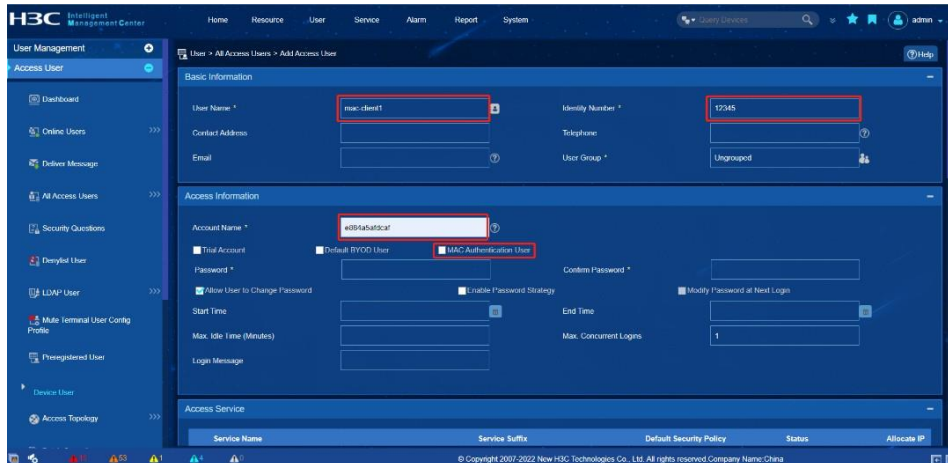 H3C Intelligent Management Center
Home Resource User Service Alarm Report System
Query Devices
admin
User Management
Access User
Dashboard
Online Users >>>
Deliver Message
All Access Users >>>
Security Questions
Denylist User
LDAP User >>>
Mute Terminal User Config Profile
Preregistered User
Device User
Access Topology >>>
User > All Access Users > Add Access User
Help
Basic Information
User Name * mac-client1 Identity Number * 12345
Contact Address Telephone
Email User Group * Ungrouped
Access Information
Account Name * e884a5afdcaf
Trial Account Default BYOD User MAC Authentication User
Password * Confirm Password *
Allow User to Change Password Enable Password Strategy Modify Password at Next Login
Start Time End Time
Max. Idle Time (Minutes) Max. Concurrent Logins 1
Login Message
Access Service
Service Name Service Suffix Default Security Policy Status Allocate IP
53 1 4 0
© Copyright 2007-2022 New H3C Technologies Co., Ltd. All rights reserved.Company Name:China